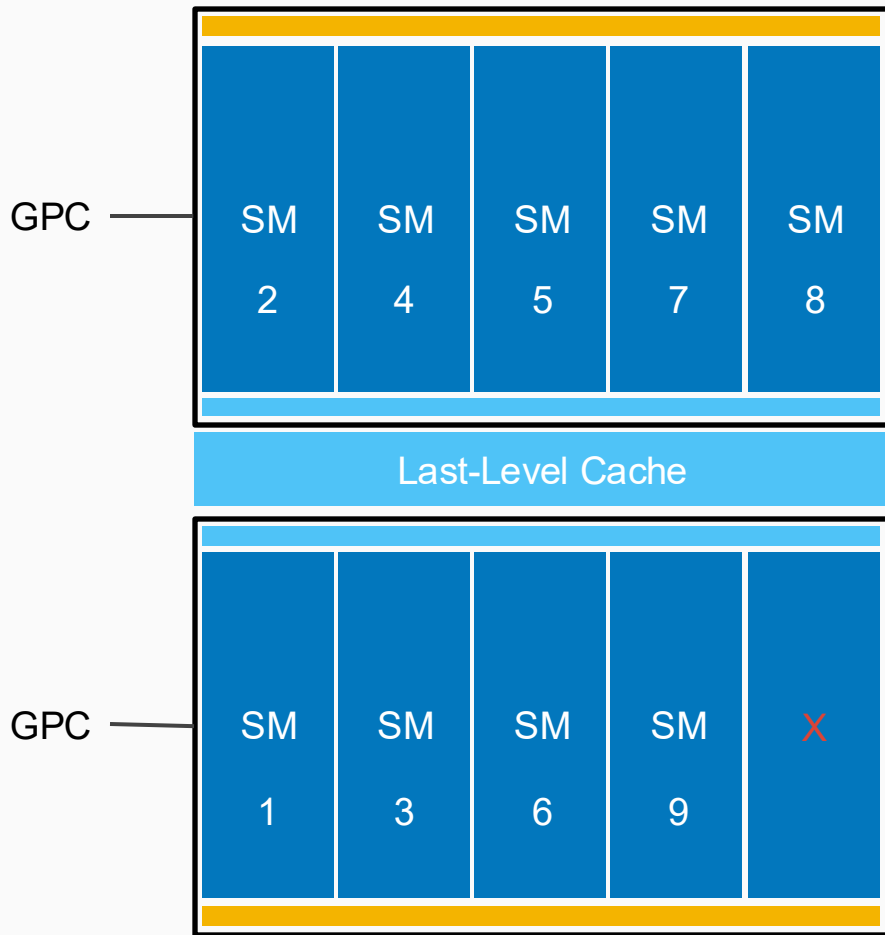 GPC
SM SM SM SM SM
2 4 5 7 8
Last-Level Cache
GPC
SM SM SM SM X
1 3 6 9